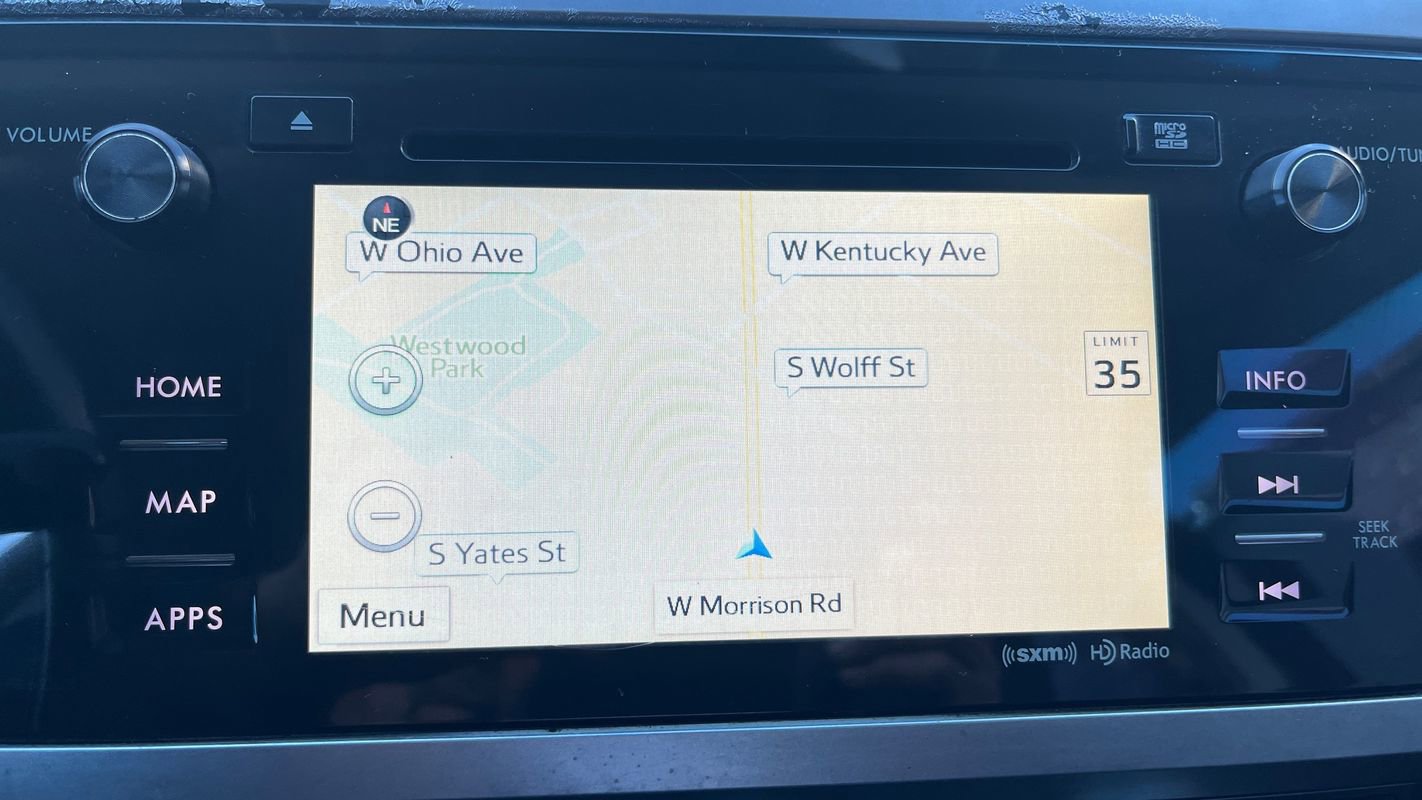 VOLUME
micro
SD
HC
AUDIO/TUN
NE
W Ohio Ave
W Kentucky Ave
Westwood
Park
S Wolff St
LIMIT
35
HOME
INFO
MAP
SEEK
TRACK
S Yates St
APPS
Menu
W Morrison Rd
((sxm)) HD Radio